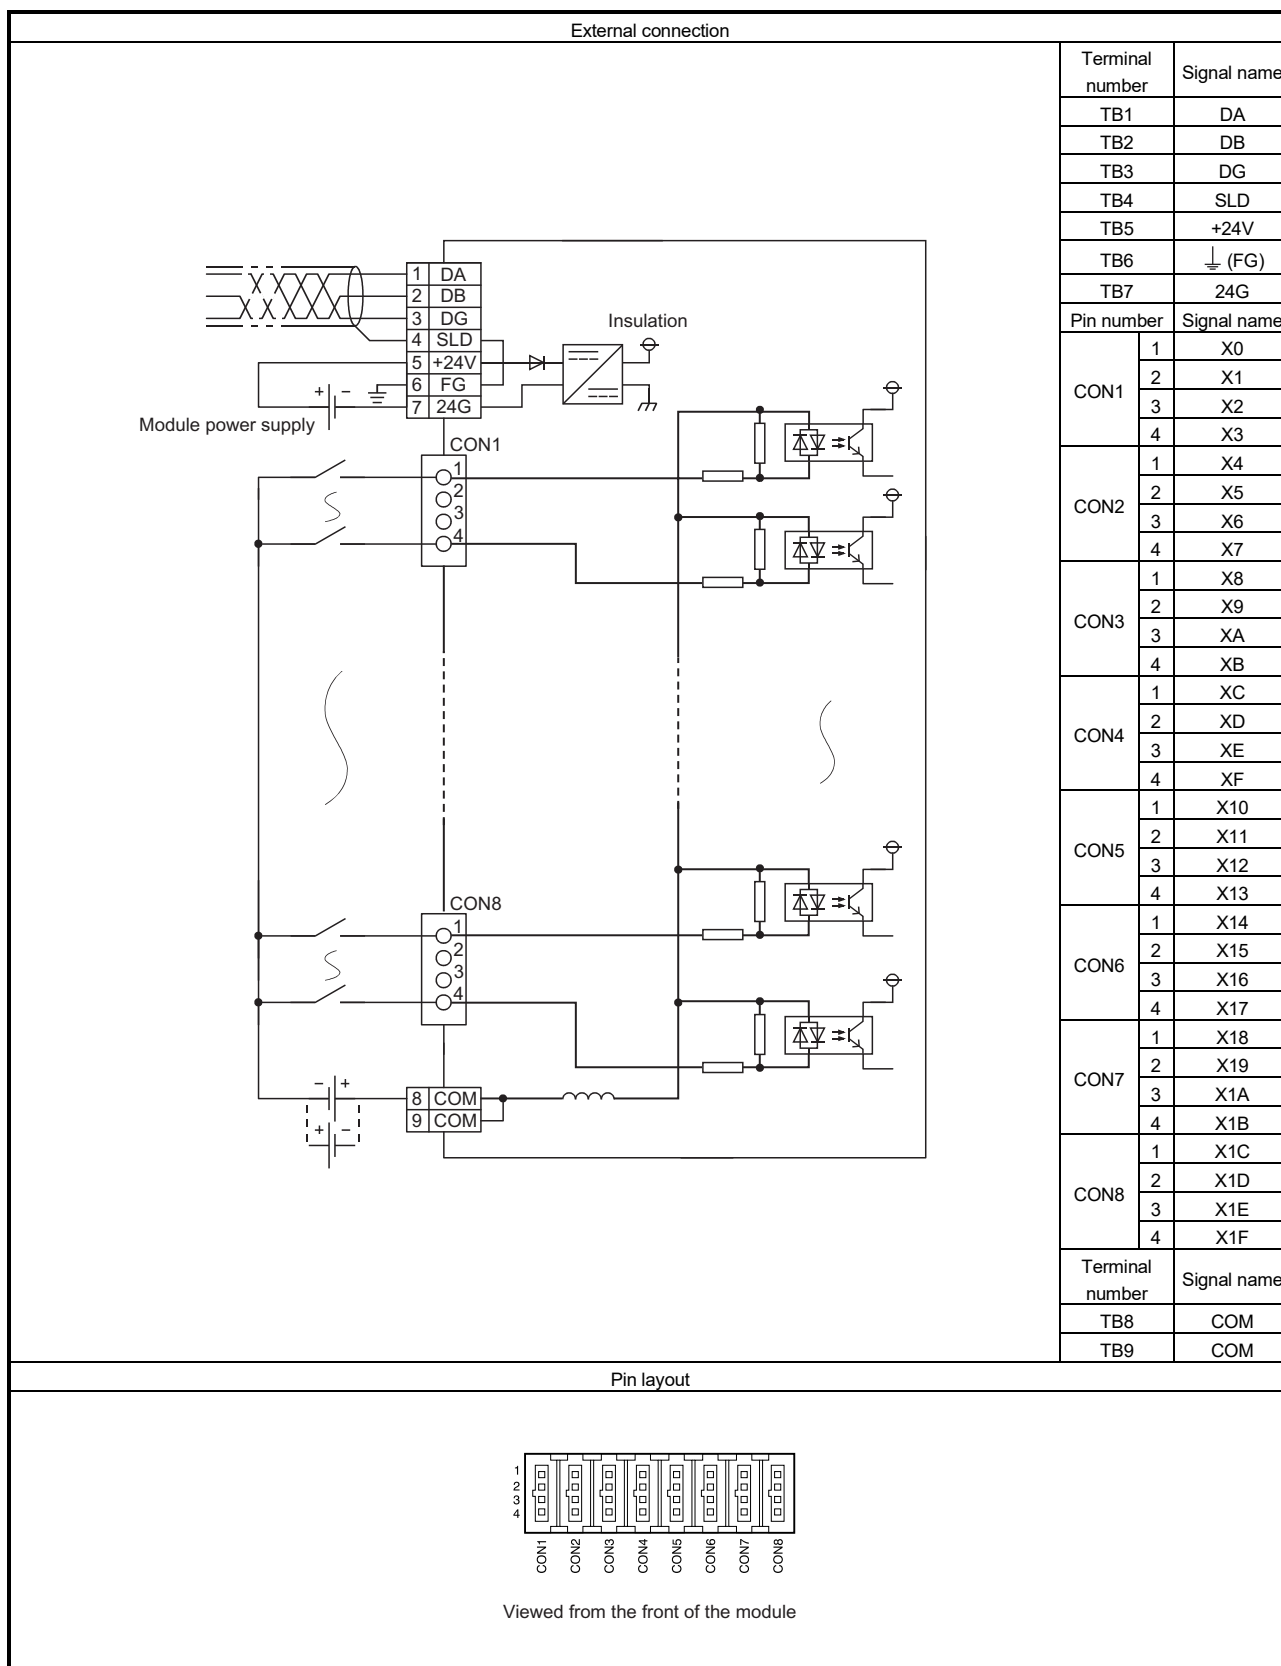 External connection
Terminal number Signal name
TB1 DA
TB2 DB
TB3 DG
TB4 SLD
TB5 +24V
TB6 (FG)
TB7 24G
Pin number Signal name
CON1
1 X0
2 X1
3 X2
4 X3
CON2
1 X4
2 X5
3 X6
4 X7
CON3
1 X8
2 X9
3 XA
4 XB
CON4
1 XC
2 XD
3 XE
4 XF
CON5
1 X10
2 X11
3 X12
4 X13
CON6
1 X14
2 X15
3 X16
4 X17
CON7
1 X18
2 X19
3 X1A
4 X1B
CON8
1 X1C
2 X1D
3 X1E
4 X1F
Terminal number Signal name
TB8 COM
TB9 COM
1 DA
2 DB
3 DG
4 SLD
5 +24V
6 FG
7 24G
Insulation
+ −
Module power supply
CON1
1
2
3
4
CON8
1
2
3
4
− +
+ −
8 COM
9 COM
Pin layout
1
2
3
4
CON1 CON2 CON3 CON4 CON5 CON6 CON7 CON8
Viewed from the front of the module